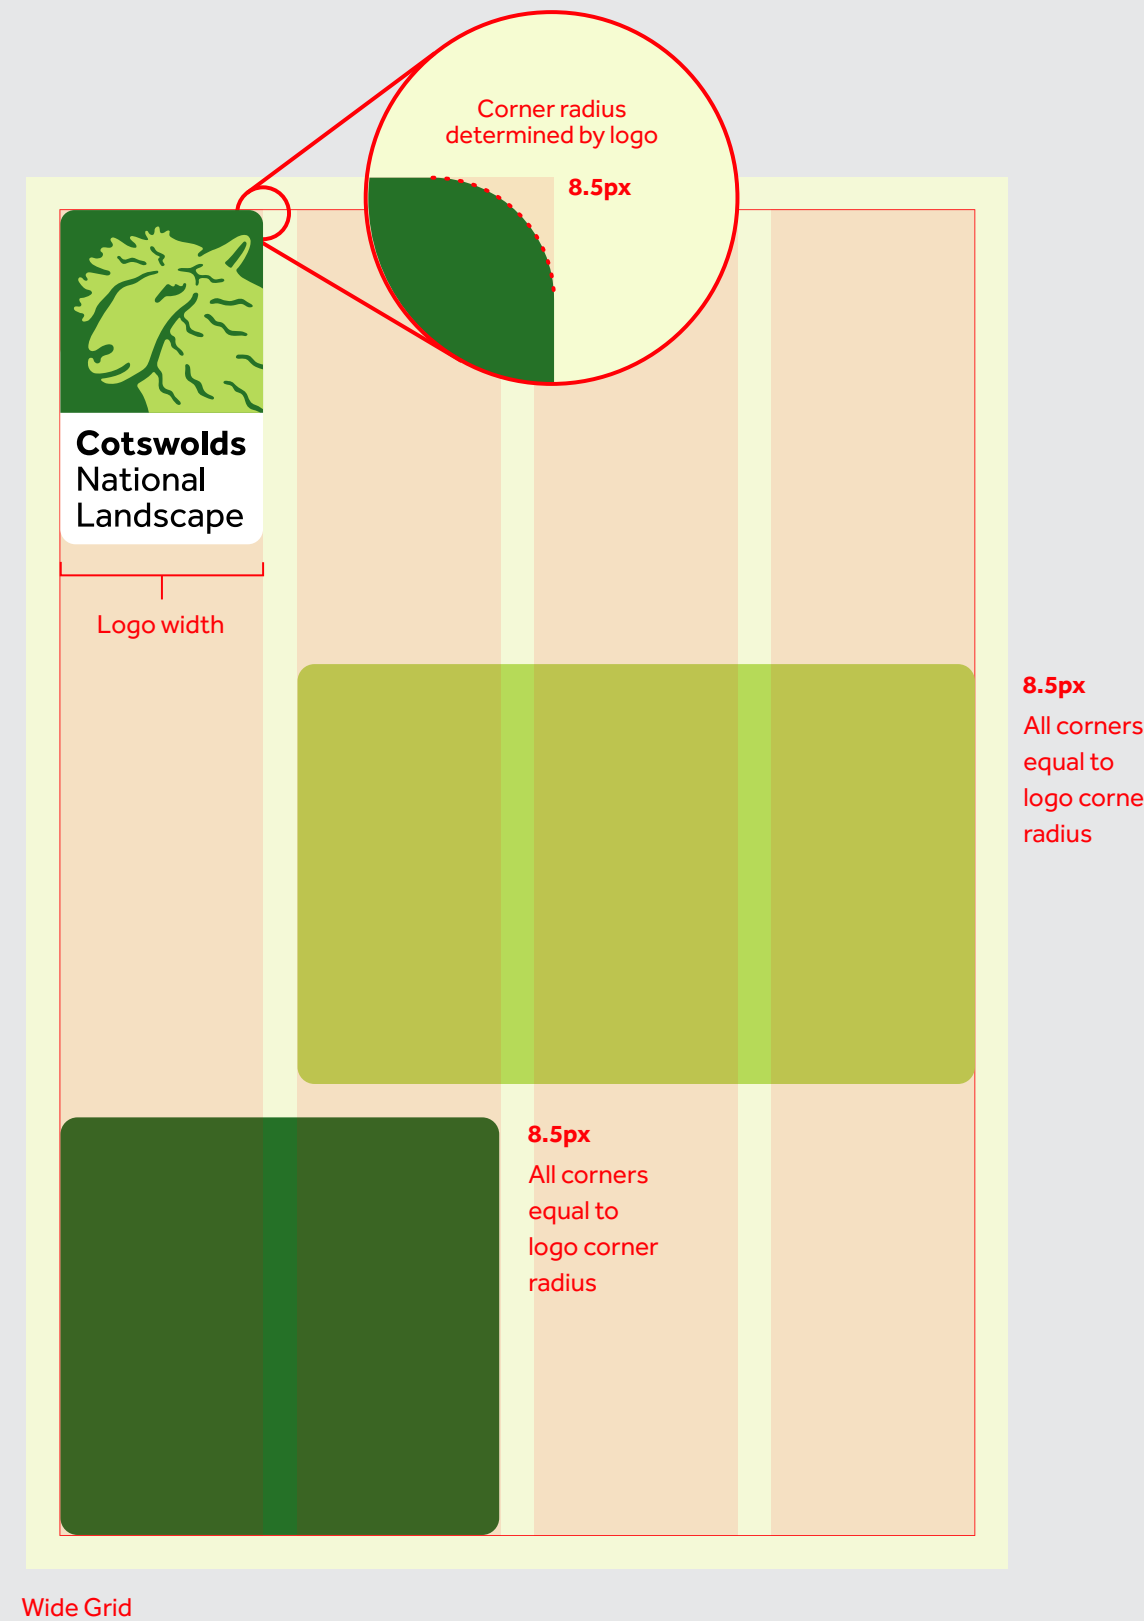 Corner radius
determined by logo
8.5px
Cotswolds
National
Landscape
Logo width
8.5px
All corners
equal to
logo corne
radius
8.5px
All corners
equal to
logo corner
radius
Wide Grid